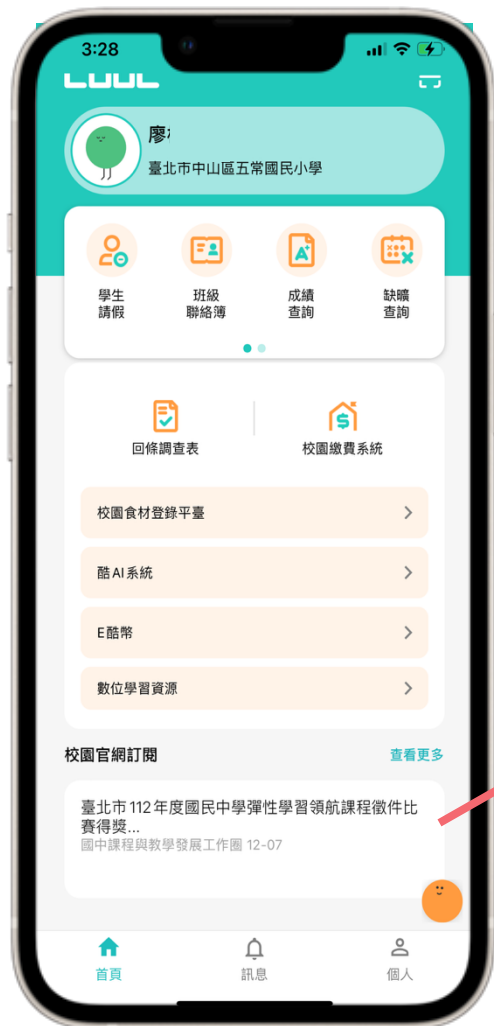 3:28
廖
臺北市中山區五常國民小學
學生
請假
班級
聯絡簿
成績
查詢
缺曠
查詢
回條調查表
校園繳費系統
校園食材登錄平臺
酷AI系統
E酷幣
數位學習資源
校園官網訂閱
查看更多
臺北市112年度國民中學彈性學習領航課程徵件比
賽得獎...
國中課程與教學發展工作圈 12-07
首頁
訊息
個人